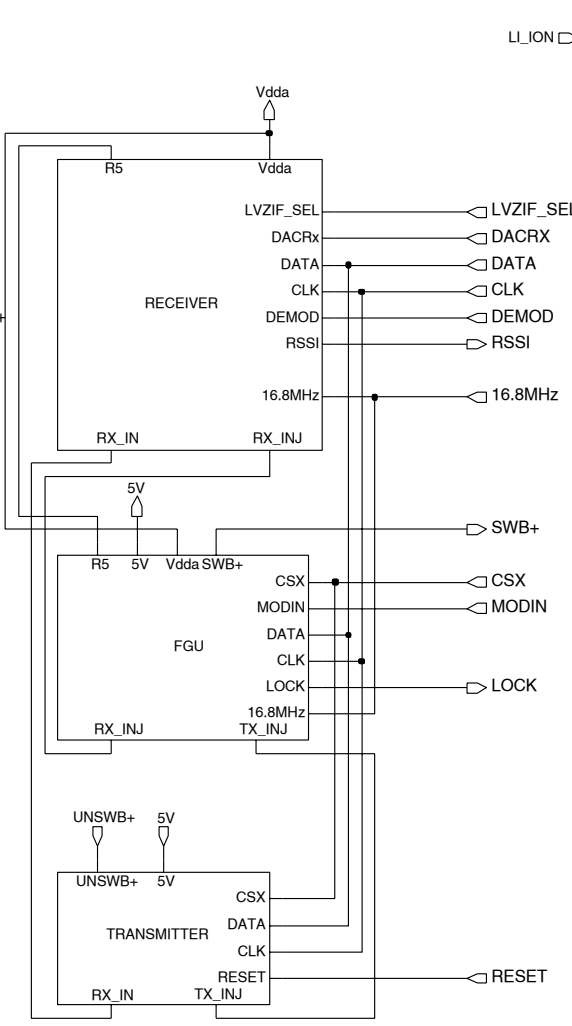 LI_ION
Vdda
R5 Vdda
LVZIF_SEL LVZIF_SEL
DACRx DACRX
DATA DATA
CLK CLK
RECEIVER
DEMOD DEMOD
RSSI RSSI
16.8MHz 16.8MHz
RX_IN RX_INJ
+
5V
SWB+
R5 5V Vdda SWB+
CSX CSX
MODIN MODIN
DATA
FGU
CLK
LOCK LOCK
16.8MHz
RX_INJ TX_INJ
UNSWB+ 5V
UNSWB+ 5V
CSX
DATA
TRANSMITTER
CLK
RESET RESET
RX_IN TX_INJ